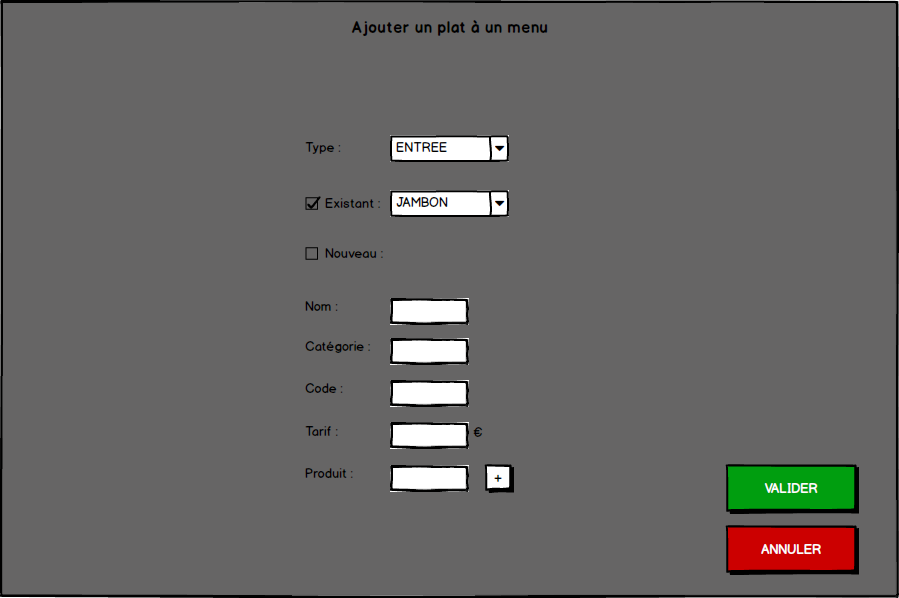 Ajouter un plat à un menu
Type : ENTREE
Existant : JAMBON
Nouveau :
Nom :
Catégorie :
Code :
Tarif : €
Produit : +
VALIDER
ANNULER